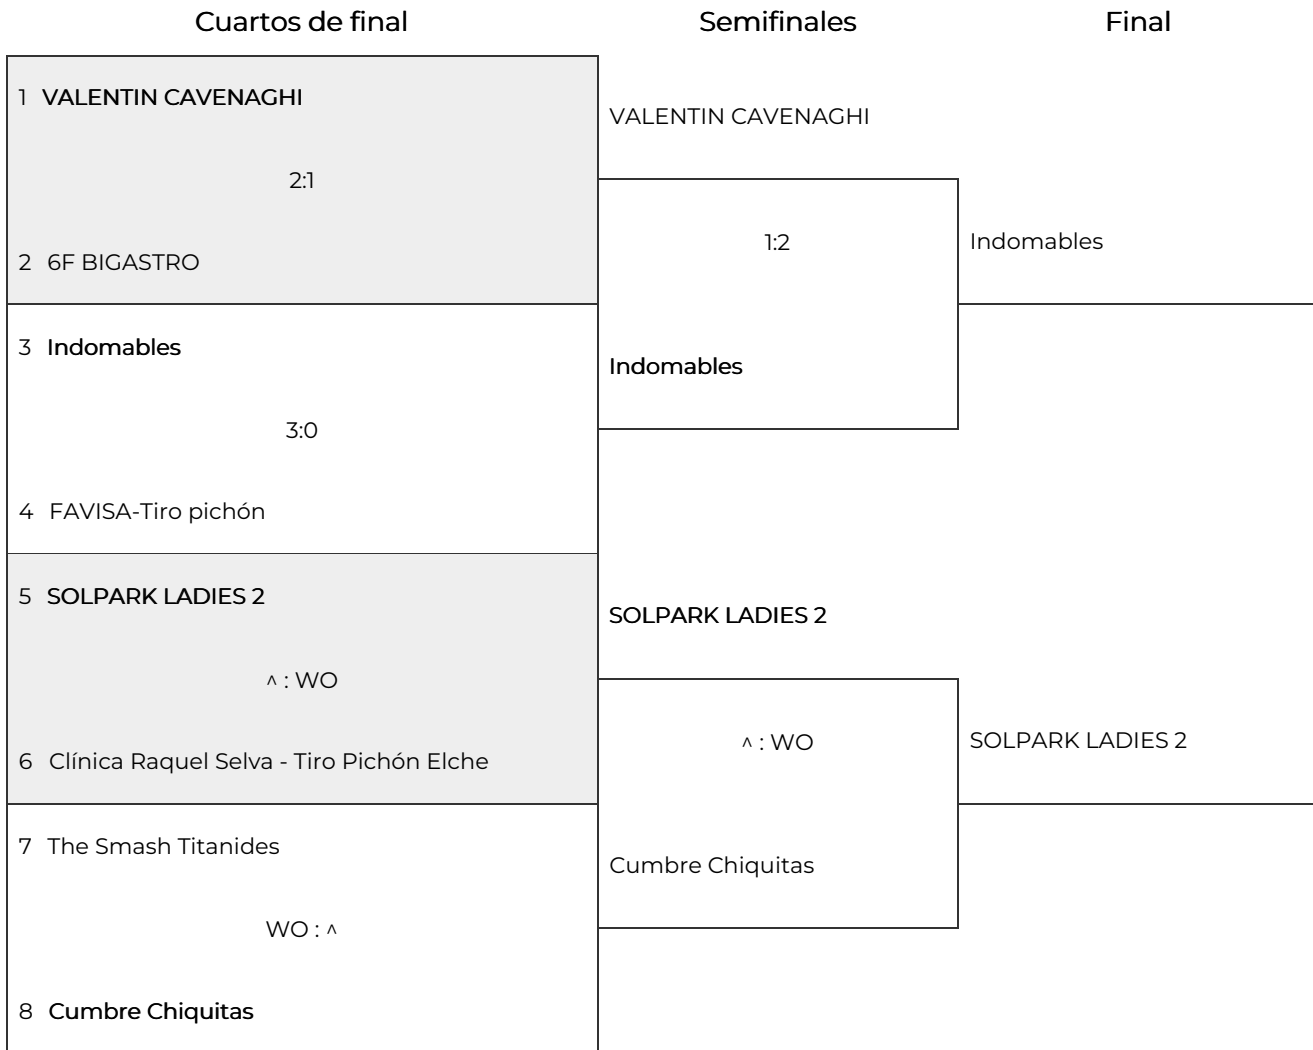 Cuartos de final
Semifinales
Final
1 VALENTIN CAVENAGHI
2:1
2 6F BIGASTRO
3 Indomables
3:0
4 FAVISA-Tiro pichón
5 SOLPARK LADIES 2
^ : WO
6 Clínica Raquel Selva - Tiro Pichón Elche
7 The Smash Titanides
WO : ^
8 Cumbre Chiquitas
VALENTIN CAVENAGHI
1:2
Indomables
SOLPARK LADIES 2
^ : WO
Cumbre Chiquitas
Indomables
SOLPARK LADIES 2